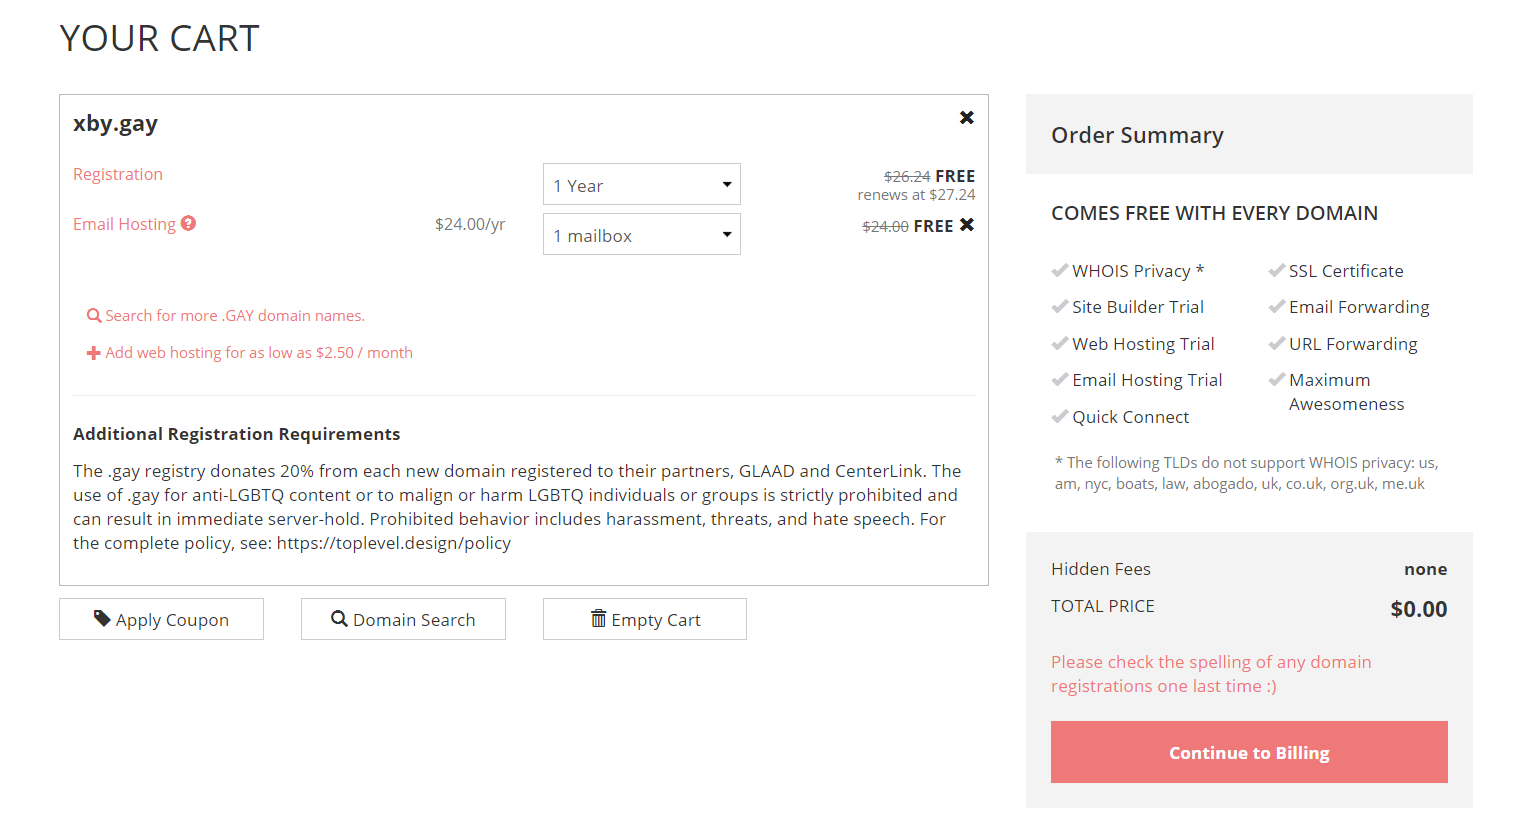 YOUR CART
xby.gay
Registration
1 Year
$26.24 FREE
renews at $27.24
Email Hosting
$24.00/yr
1 mailbox
$24.00 FREE
Search for more .GAY domain names.
Add web hosting for as low as $2.50 / month
Additional Registration Requirements
The .gay registry donates 20% from each new domain registered to their partners, GLAAD and CenterLink. The
use of .gay for anti-LGBTQ content or to malign or harm LGBTQ individuals or groups is strictly prohibited and
can result in immediate server-hold. Prohibited behavior includes harassment, threats, and hate speech. For
the complete policy, see: https://toplevel.design/policy
Apply Coupon
Domain Search
Empty Cart
Order Summary
COMES FREE WITH EVERY DOMAIN
WHOIS Privacy *
Site Builder Trial
Web Hosting Trial
Email Hosting Trial
Quick Connect
SSL Certificate
Email Forwarding
URL Forwarding
Maximum
Awesomeness
* The following TLDs do not support WHOIS privacy: us,
am, nyc, boats, law, abogado, uk, co.uk, org.uk, me.uk
Hidden Fees none
TOTAL PRICE $0.00
Please check the spelling of any domain
registrations one last time :)
Continue to Billing